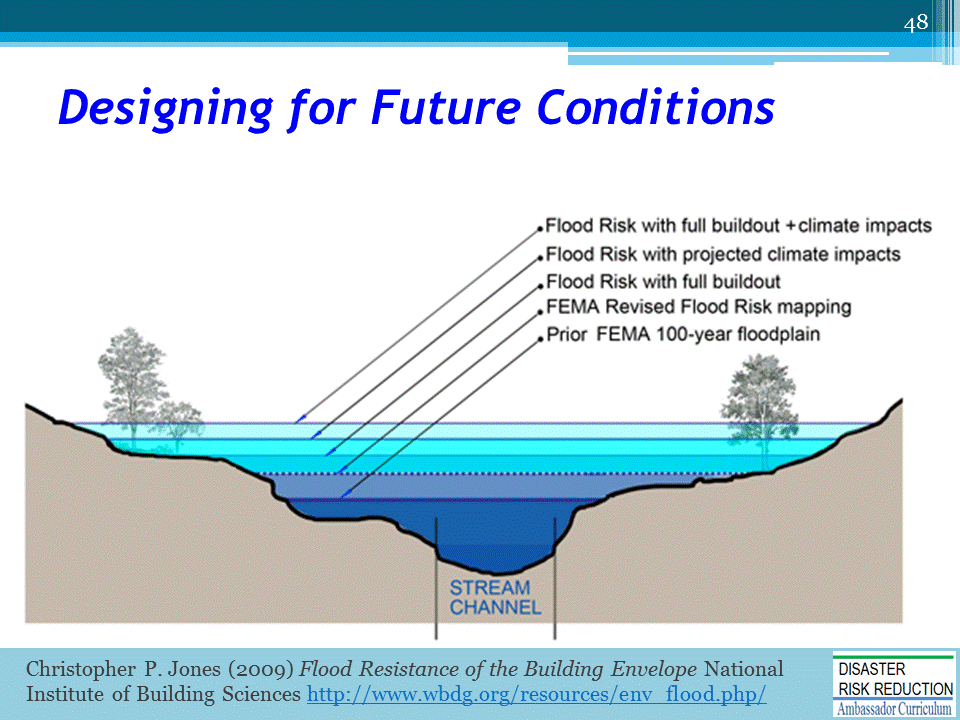 48
Designing for Future Conditions
Flood Risk with full buildout + climate impacts
Flood Risk with projected climate impacts
Flood Risk with full buildout
FEMA Revised Flood Risk mapping
Prior FEMA 100-year floodplain
STREAM
CHANNEL
Christopher P. Jones (2009) Flood Resistance of the Building Envelope National
Institute of Building Sciences http://www.wbdg.org/resources/env_flood.php/
DISASTER
RISK REDUCTION
Ambassador Curriculum